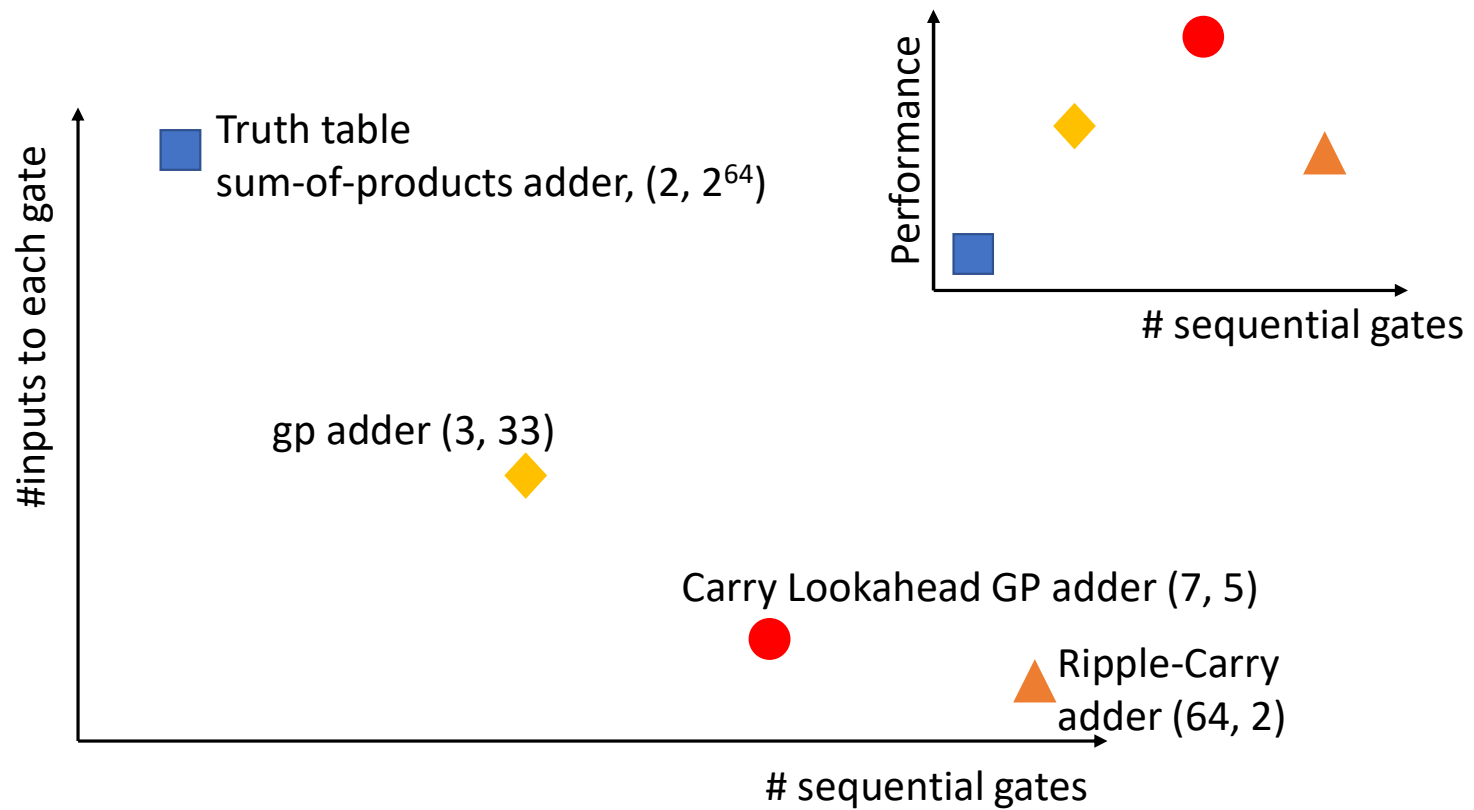 #inputs to each gate
Truth table
sum-of-products adder, (2, 2⁶⁴)
gp adder (3, 33)
Carry Lookahead GP adder (7, 5)
Ripple-Carry
adder (64, 2)
# sequential gates
Performance
# sequential gates